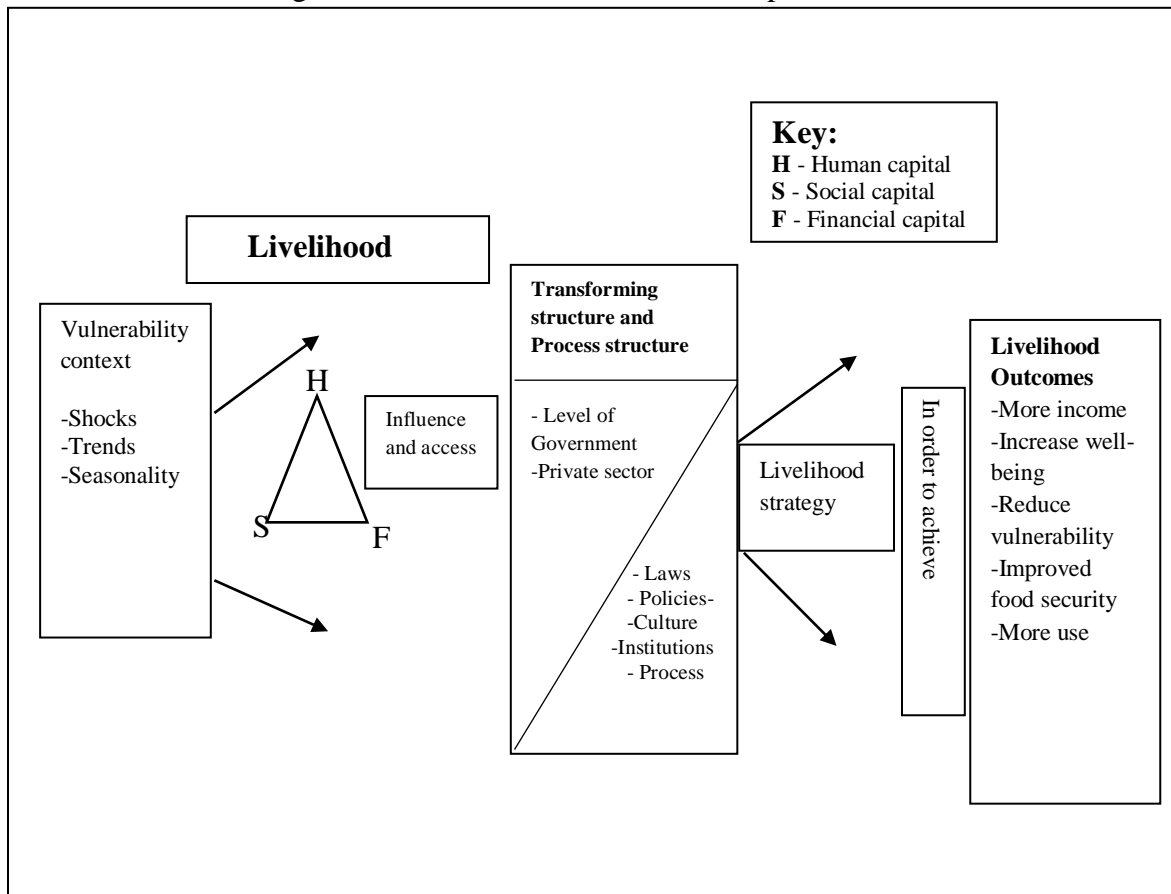 Key:
H - Human capital
S - Social capital
F - Financial capital
Livelihood
Vulnerability
context
-Shocks
-Trends
-Seasonality
H
S
F
Influence
and access
Transforming
structure and
Process structure
- Level of
Government
-Private sector
- Laws
- Policies-
-Culture
-Institutions
- Process
Livelihood
strategy
In order to achieve
Livelihood
Outcomes
-More income
-Increase well-
being
-Reduce
vulnerability
-Improved
food security
-More use